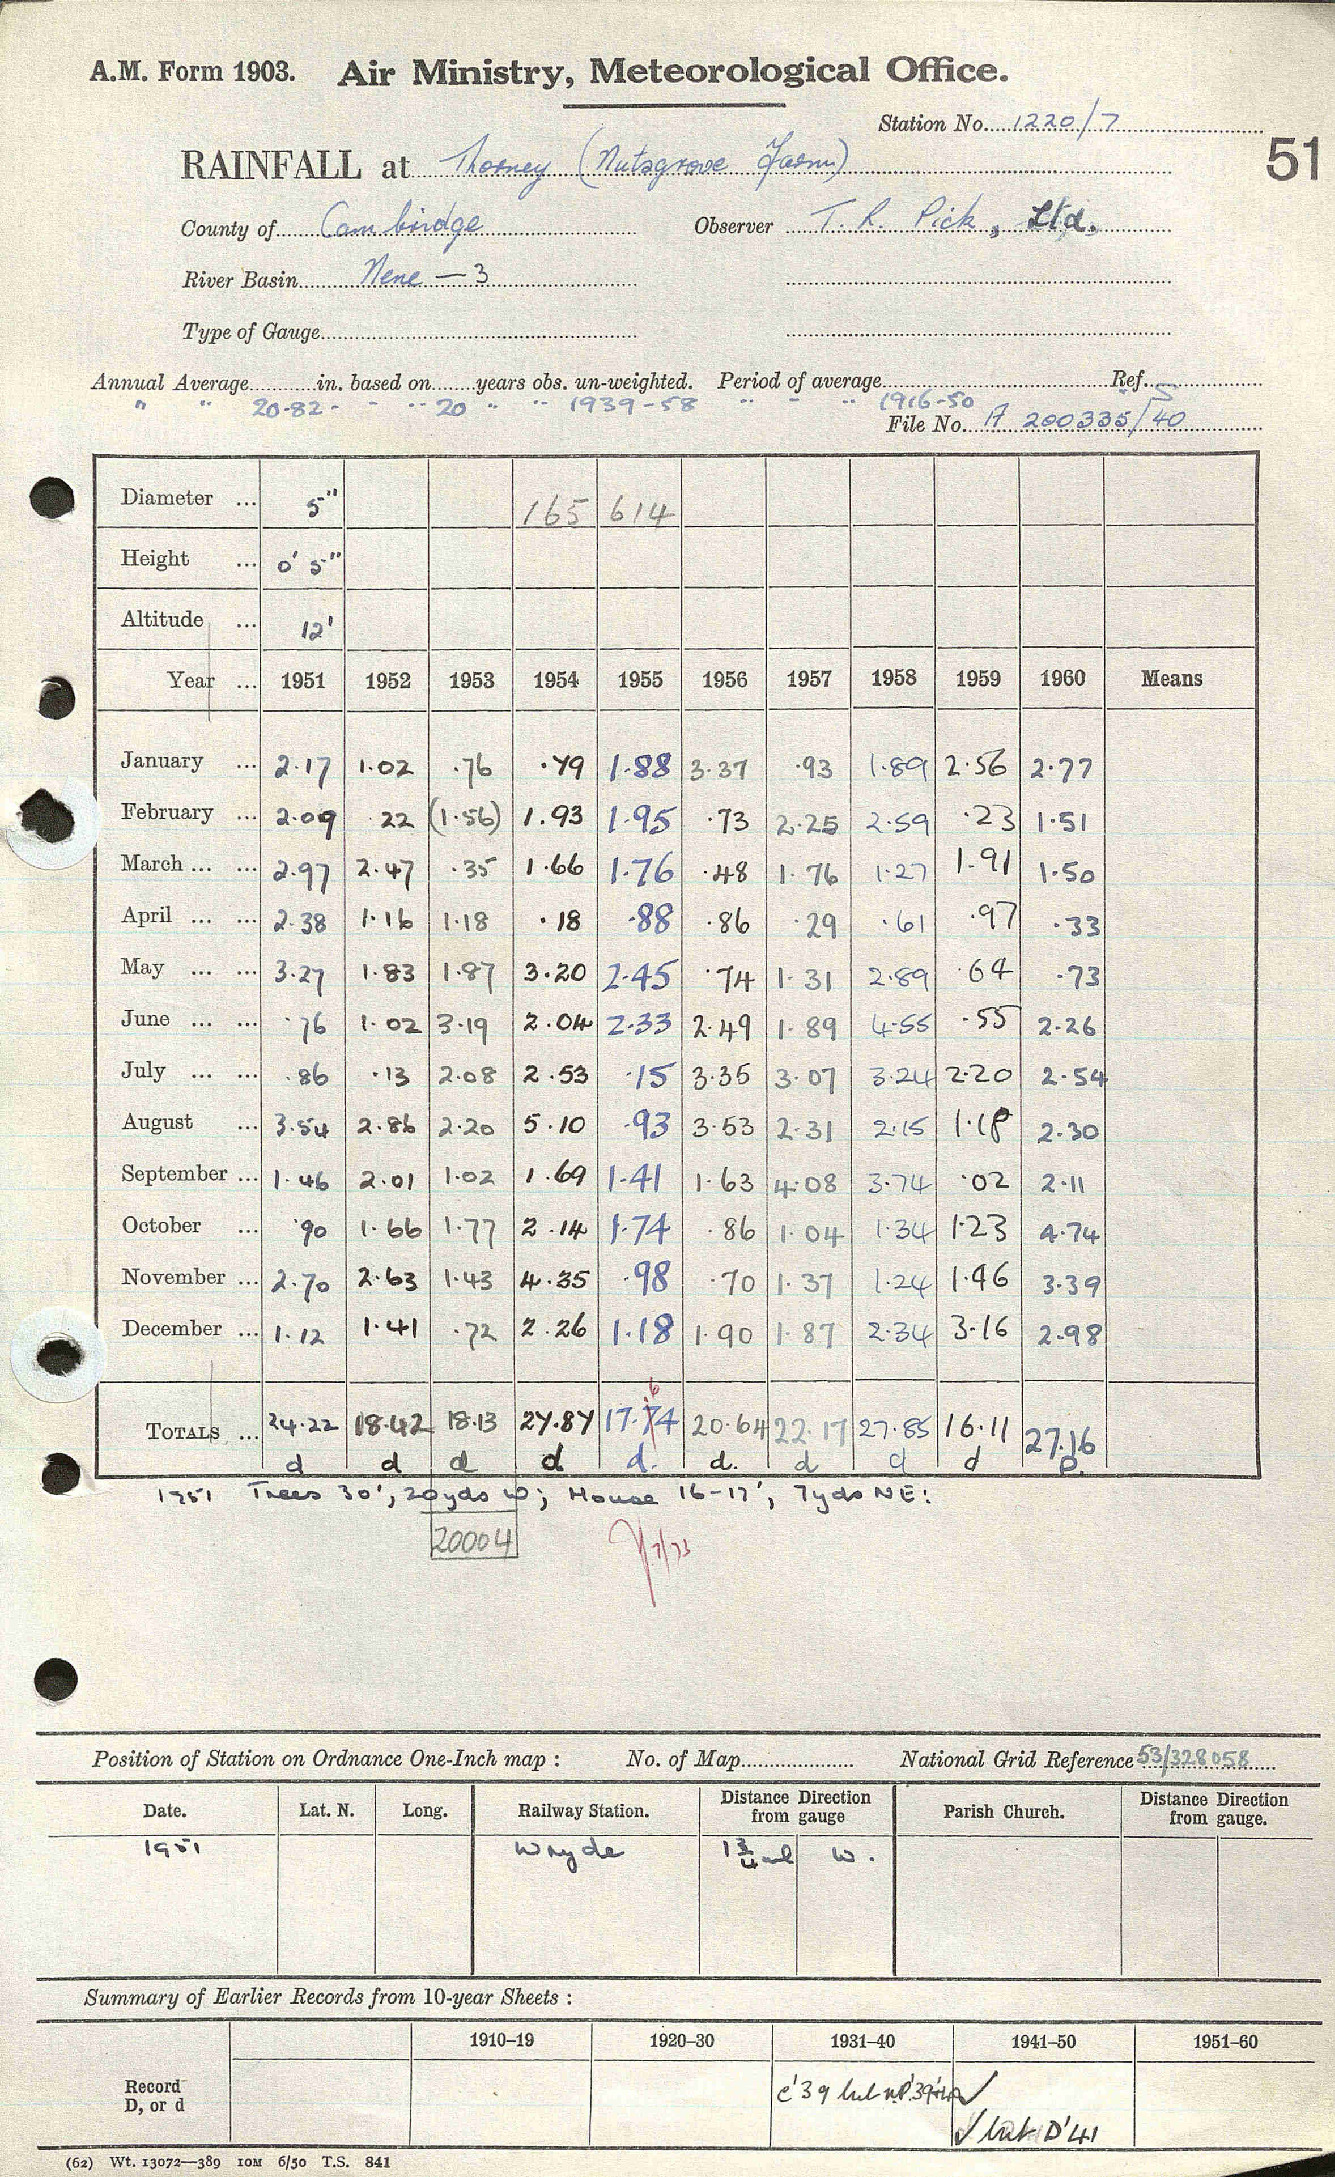 A.M. Form 1903. Air Ministry, Meteorological Office.
Station No. 1220/7
51
RAINFALL at Thorney (Nutsgrove Farm)
County of Cambridge Observer T. R. Pick, Ltd.
River Basin Nene — 3
Type of Gauge
Annual Average in. based on years obs. un-weighted. Period of average Ref. S
" " 20.82 - - " 20 " " 1939-58 " - " 1916-50
File No. A 200335/40
Diameter ... 5" 165 614
Height ... 0' 5"
Altitude ... 12'
Year ... 1951 1952 1953 1954 1955 1956 1957 1958 1959 1960 Means
January ... 2.17 1.02 .76 .79 1.88 3.37 .93 1.89 2.56 2.77
February ... 2.09 .22 (1.56) 1.93 1.95 .73 2.25 2.59 .23 1.51
March ... ... 2.97 2.47 .35 1.66 1.76 .48 1.76 1.27 1.91 1.50
April ... ... 2.38 1.16 1.18 .18 .88 .86 .29 .61 .97 .33
May ... ... 3.27 1.83 1.87 3.20 2.45 .74 1.31 2.89 .64 .73
June ... ... .76 1.02 3.19 2.04 2.33 2.49 1.89 4.55 .55 2.26
July ... ... .86 .13 2.08 2.53 .15 3.35 3.07 3.24 2.20 2.54
August ... 3.54 2.86 2.20 5.10 .93 3.53 2.31 2.15 1.18 2.30
September ... 1.46 2.01 1.02 1.69 1.41 1.63 4.08 3.74 .02 2.11
October ... .90 1.66 1.77 2.14 1.74 .86 1.04 1.34 1.23 4.74
November ... 2.70 2.63 1.43 4.35 .98 .70 1.37 1.24 1.46 3.39
December ... 1.12 1.41 .72 2.26 1.18 1.90 1.87 2.34 3.16 2.98
6
TOTALS ... 24.22 18.42 18.13 27.87 17.74 20.64 22.17 27.85 16.11 27.16
d d d d d. d. d d d D.
1951 Trees 30', 20yds W; House 16-17', 7yds NE:
20004
7/73
Position of Station on Ordnance One-Inch map : No. of Map National Grid Reference 53/328058
Date. Lat. N. Long. Railway Station. Distance Direction from gauge Parish Church. Distance Direction from gauge.
1951 Wryde 1¾ml W.
Summary of Earlier Records from 10-year Sheets :
1910–19 1920–30 1931–40 1941–50 1951–60
Record
D, or d
c'39 but
✓ but D'41
(62) Wt. 13072—389 10M 6/50 T.S. 841